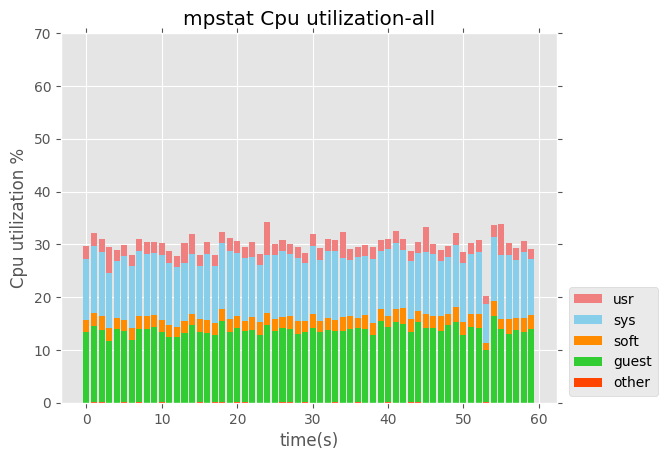 mpstat Cpu utilization-all
70
60
50
40
30
20
10
0
Cpu utilization %
0 10 20 30 40 50 60
time(s)
usr
sys
soft
guest
other